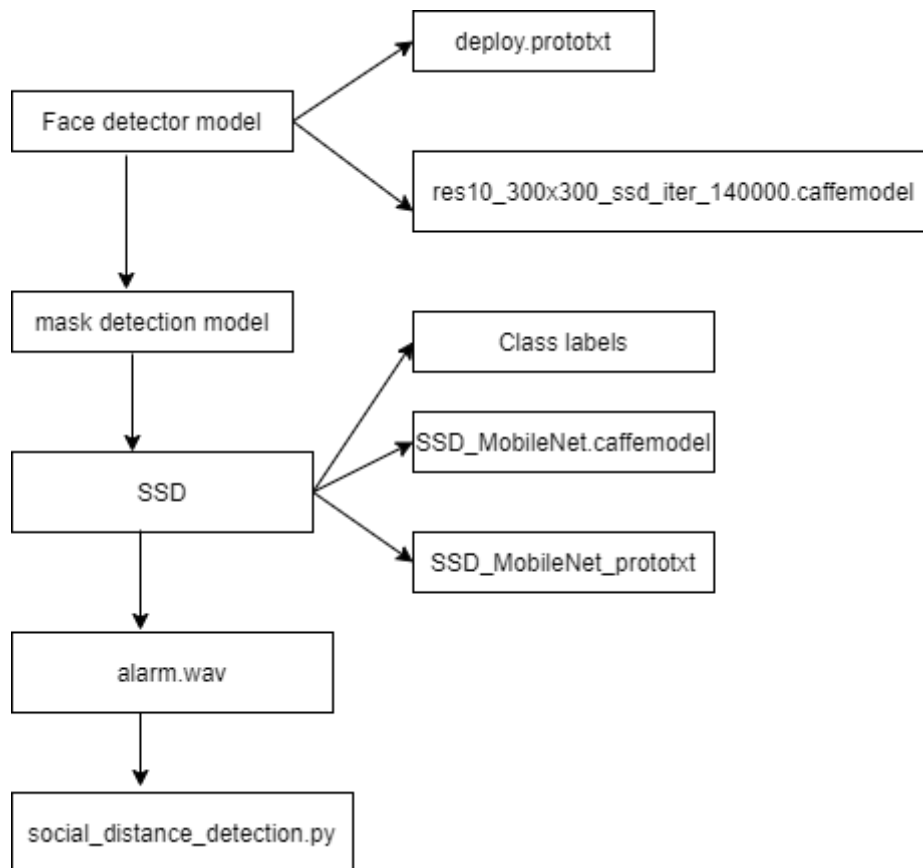 deploy.prototxt
Face detector model
res10_300x300_ssd_iter_140000.caffemodel
mask detection model
Class labels
SSD_MobileNet.caffemodel
SSD
SSD_MobileNet_prototxt
alarm.wav
social_distance_detection.py